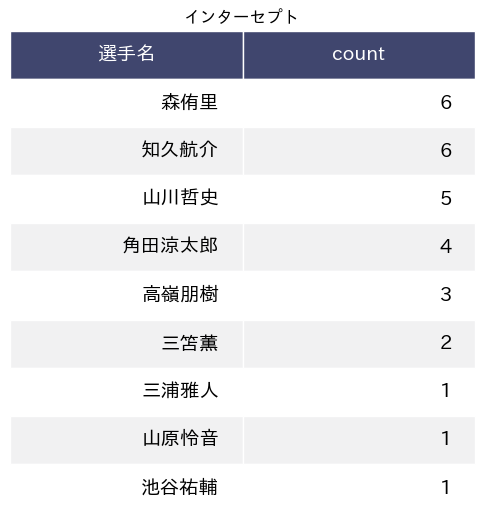 インターセプト
選手名 count
森侑里 6
知久航介 6
山川哲史 5
角田涼太郎 4
高嶺朋樹 3
三笘薫 2
三浦雅人 1
山原怜音 1
池谷祐輔 1